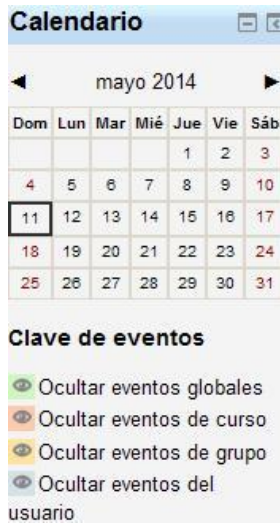 Calendario
mayo 2014
Dom Lun Mar Mié Jue Vie Sáb
1 2 3
4 5 6 7 8 9 10
11 12 13 14 15 16 17
18 19 20 21 22 23 24
25 26 27 28 29 30 31
Clave de eventos
Ocultar eventos globales
Ocultar eventos de curso
Ocultar eventos de grupo
Ocultar eventos del
usuario